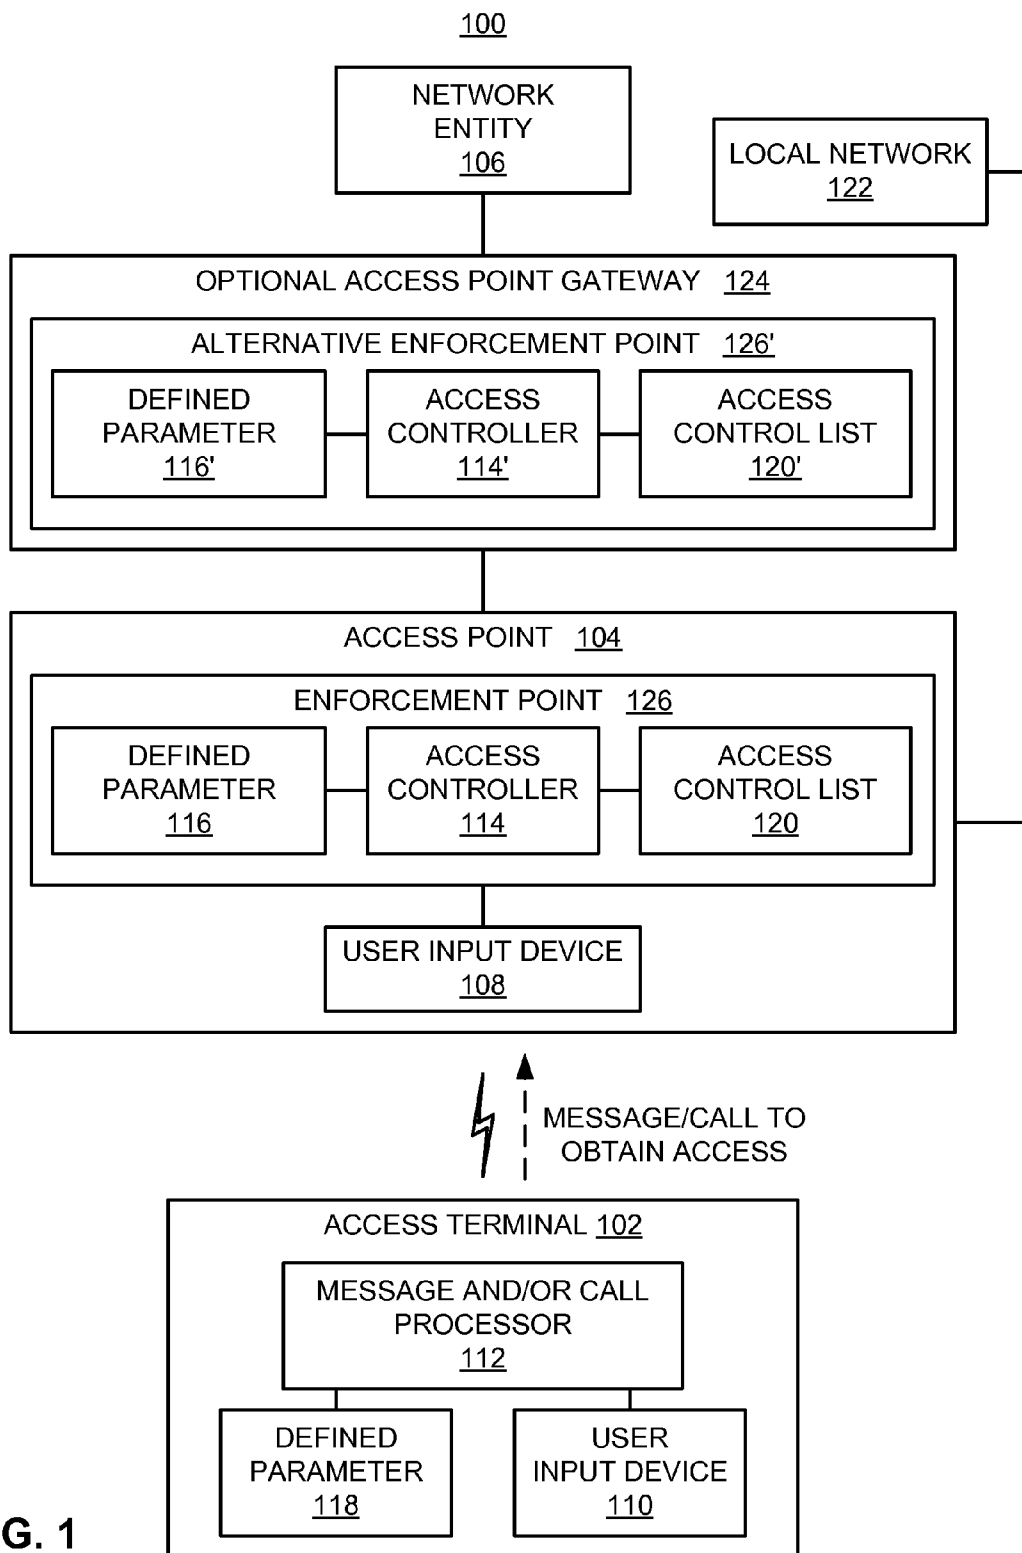 100
NETWORK
ENTITY
106
LOCAL NETWORK
122
OPTIONAL ACCESS POINT GATEWAY 124
ALTERNATIVE ENFORCEMENT POINT 126'
DEFINED
PARAMETER
116'
ACCESS
CONTROLLER
114'
ACCESS
CONTROL LIST
120'
ACCESS POINT 104
ENFORCEMENT POINT 126
DEFINED
PARAMETER
116
ACCESS
CONTROLLER
114
ACCESS
CONTROL LIST
120
USER INPUT DEVICE
108
MESSAGE/CALL TO
OBTAIN ACCESS
ACCESS TERMINAL 102
MESSAGE AND/OR CALL
PROCESSOR
112
DEFINED
PARAMETER
118
USER
INPUT DEVICE
110
G. 1